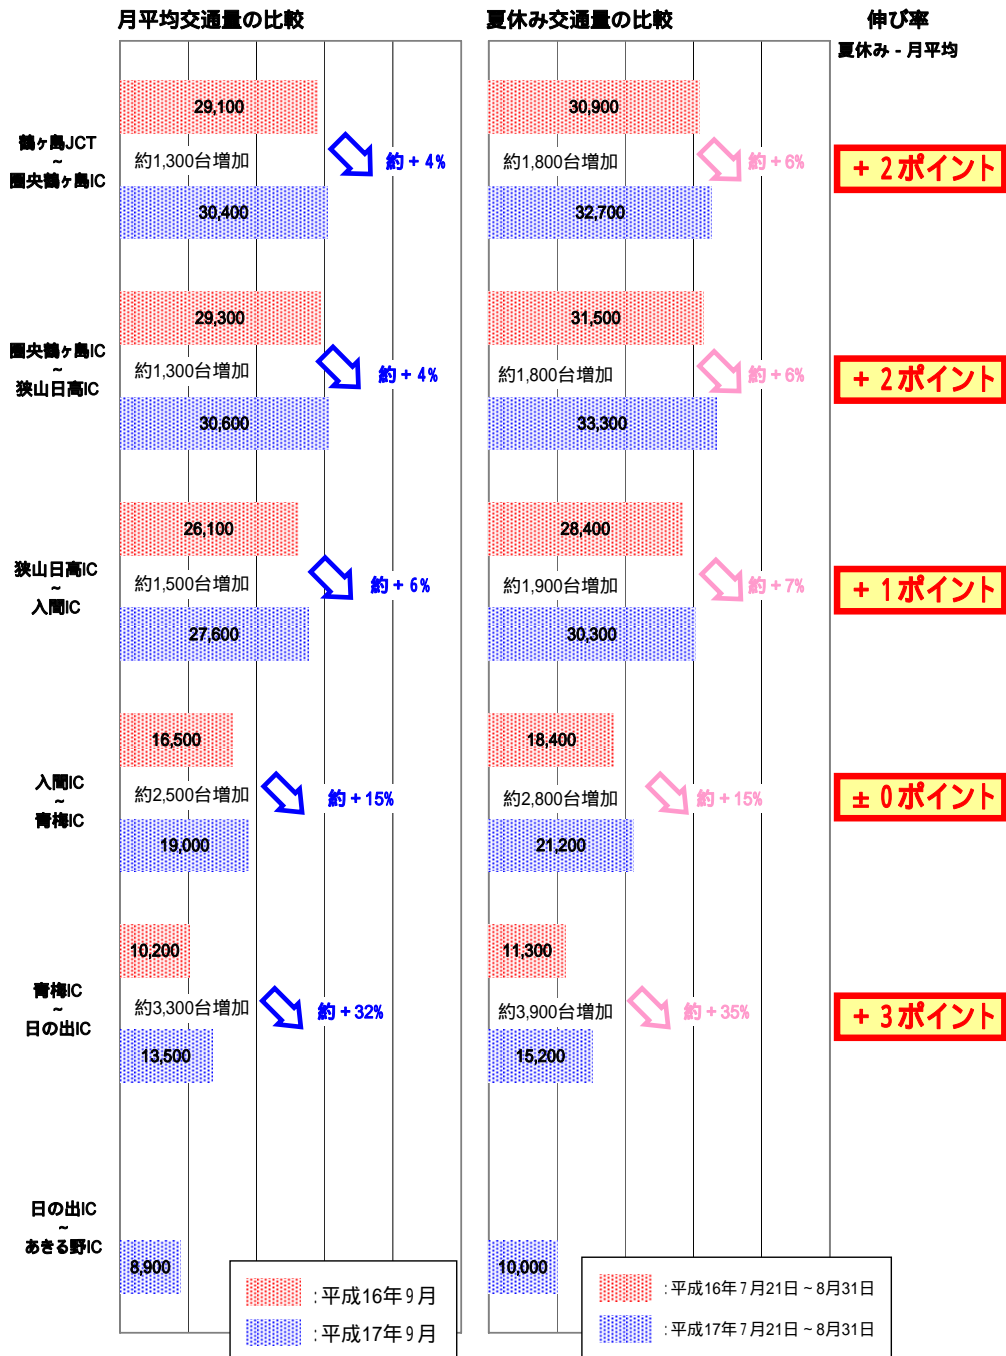 月平均交通量の比較
夏休み交通量の比較
伸び率
夏休み - 月平均
鶴ヶ島JCT
~
圏央鶴ヶ島IC
29,100
約1,300台増加
約 + 4%
30,400
30,900
約1,800台増加
約 + 6%
32,700
+ 2ポイント
圏央鶴ヶ島IC
~
狭山日高IC
29,300
約1,300台増加
約 + 4%
30,600
31,500
約1,800台増加
約 + 6%
33,300
+ 2ポイント
狭山日高IC
~
入間IC
26,100
約1,500台増加
約 + 6%
27,600
28,400
約1,900台増加
約 + 7%
30,300
+ 1ポイント
入間IC
~
青梅IC
16,500
約2,500台増加
約 + 15%
19,000
18,400
約2,800台増加
約 + 15%
21,200
± 0ポイント
青梅IC
~
日の出IC
10,200
約3,300台増加
約 + 32%
13,500
11,300
約3,900台増加
約 + 35%
15,200
+ 3ポイント
日の出IC
~
あきる野IC
8,900
10,000
: 平成16年9月
: 平成17年9月
: 平成16年7月21日 ~ 8月31日
: 平成17年7月21日 ~ 8月31日